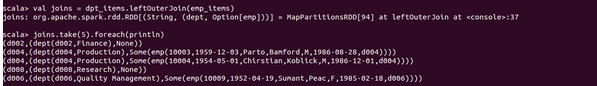 scala> val joins = dpt_items.leftOuterJoin(emp_items)
joins: org.apache.spark.rdd.RDD[(String, (dept, Option[emp]))] = MapPartitionsRDD[94] at leftOuterJoin at <console>:37
scala> joins.take(5).foreach(println)
(d002,(dept(d002,Finance),None))
(d004,(dept(d004,Production),Some(emp(10003,1959-12-03,Parto,Bamford,M,1986-08-28,d004))))
(d004,(dept(d004,Production),Some(emp(10004,1954-05-01,Chirstian,Koblick,M,1986-12-01,d004))))
(d008,(dept(d008,Research),None))
(d006,(dept(d006,Quality Management),Some(emp(10009,1952-04-19,Sumant,Peac,F,1985-02-18,d006))))